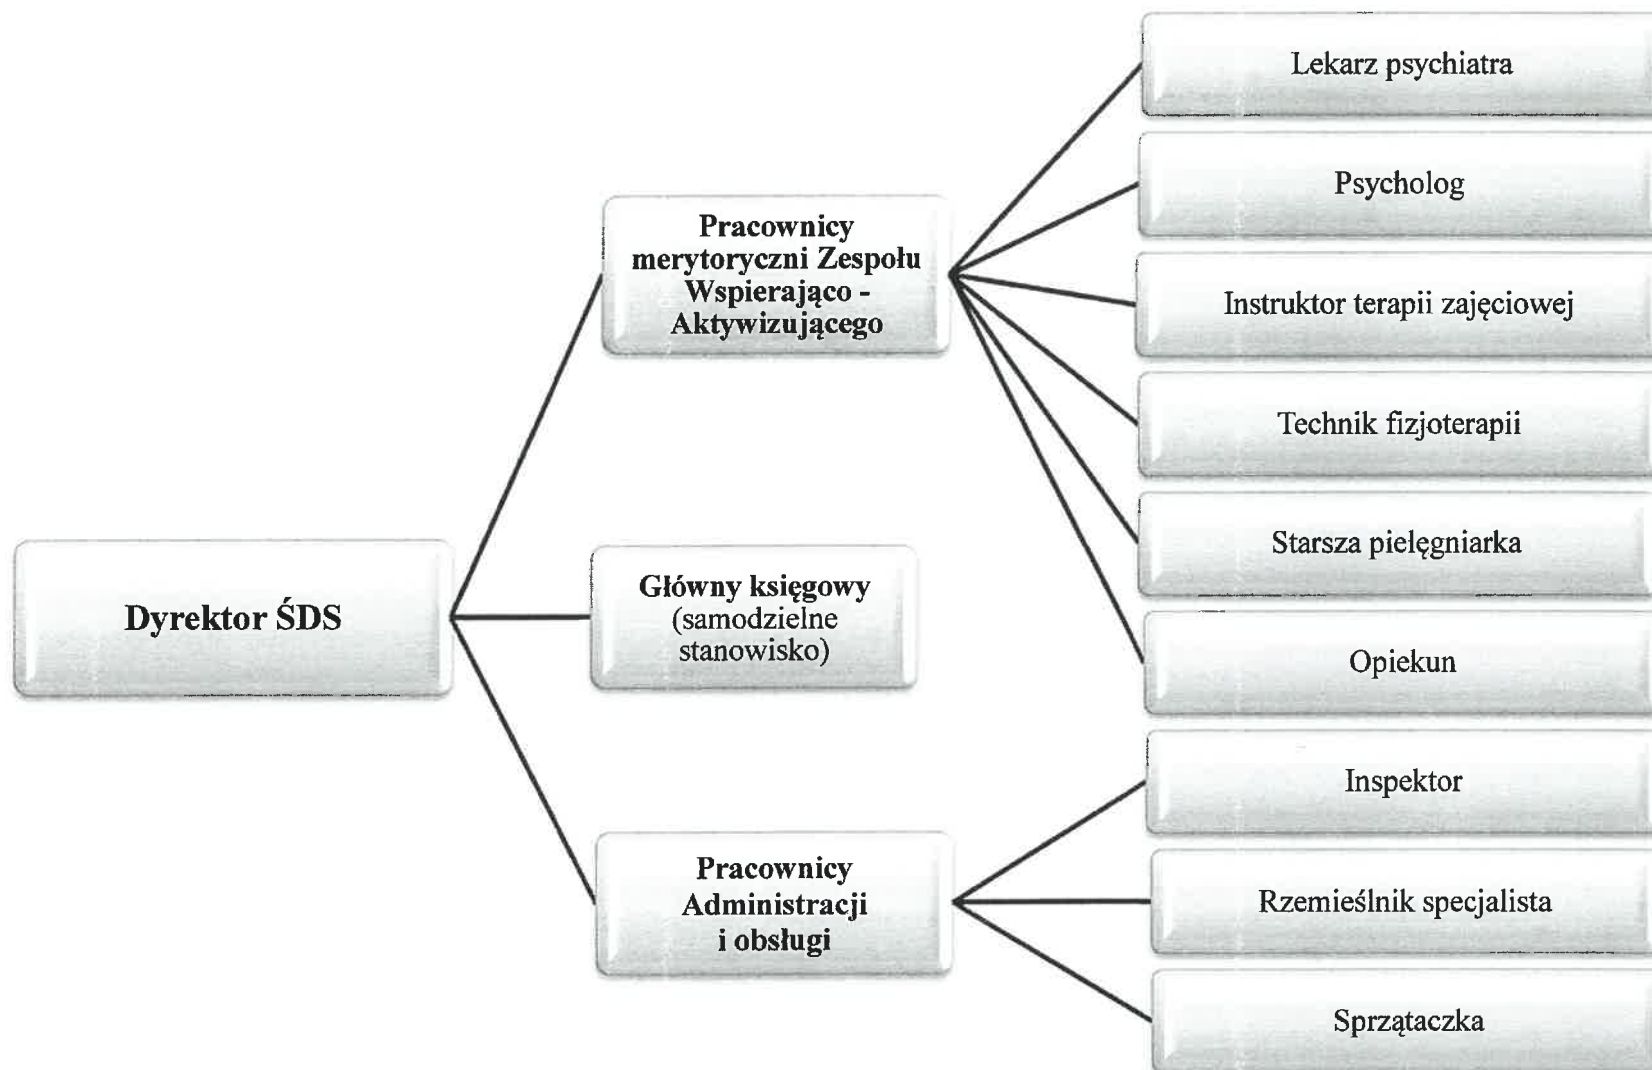 Dyrektor ŚDS
Pracownicy
merytoryczni Zespołu
Wspierająco -
Aktywizującego
Lekarz psychiatra
Psycholog
Instruktor terapii zajęciowej
Technik fizjoterapii
Starsza pielęgniarka
Opiekun
Główny księgowy
(samodzielne
stanowisko)
Pracownicy
Administracji
i obsługi
Inspektor
Rzemieślnik specjalista
Sprzątaczka